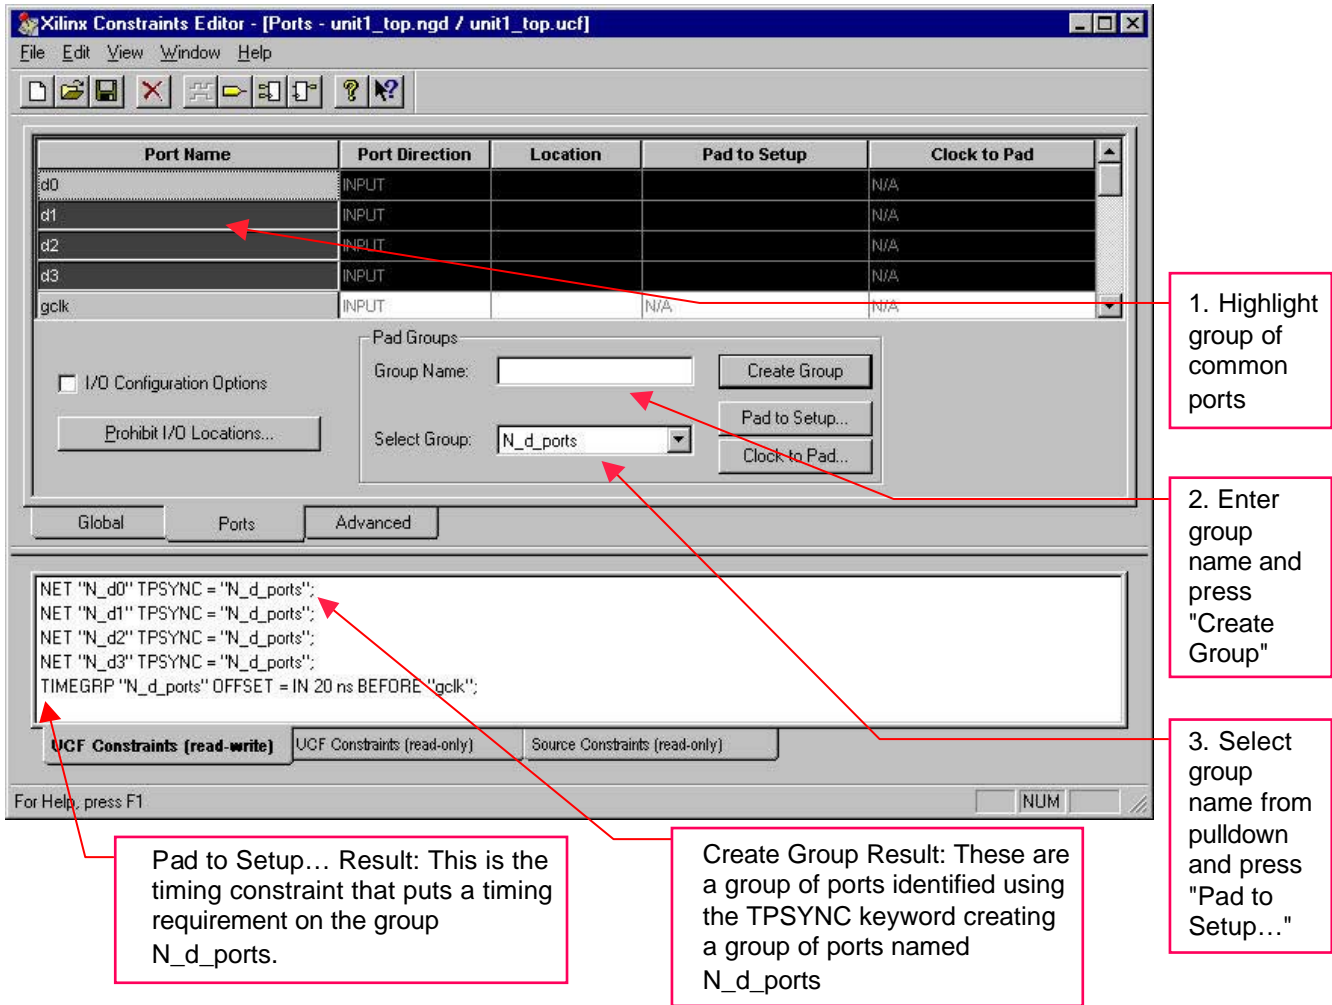 Xilinx Constraints Editor - [Ports - unit1_top.ngd / unit1_top.ucf]
File Edit View Window Help
Port Name Port Direction Location Pad to Setup Clock to Pad
d0 INPUT N/A
d1 INPUT N/A
d2 INPUT N/A
d3 INPUT N/A
gclk INPUT N/A N/A
Pad Groups
I/O Configuration Options
Prohibit I/O Locations...
Group Name:
Create Group
Pad to Setup...
Select Group: N_d_ports
Clock to Pad...
Global Ports Advanced
NET "N_d0" TPSYNC = "N_d_ports";
NET "N_d1" TPSYNC = "N_d_ports";
NET "N_d2" TPSYNC = "N_d_ports";
NET "N_d3" TPSYNC = "N_d_ports";
TIMEGRP "N_d_ports" OFFSET = IN 20 ns BEFORE "gclk";
UCF Constraints (read-write) UCF Constraints (read-only) Source Constraints (read-only)
For Help, press F1 NUM
1. Highlight
group of
common
ports
2. Enter
group
name and
press
"Create
Group"
3. Select
group
name from
pulldown
and press
"Pad to
Setup…"
Pad to Setup… Result: This is the
timing constraint that puts a timing
requirement on the group
N_d_ports.
Create Group Result: These are
a group of ports identified using
the TPSYNC keyword creating
a group of ports named
N_d_ports